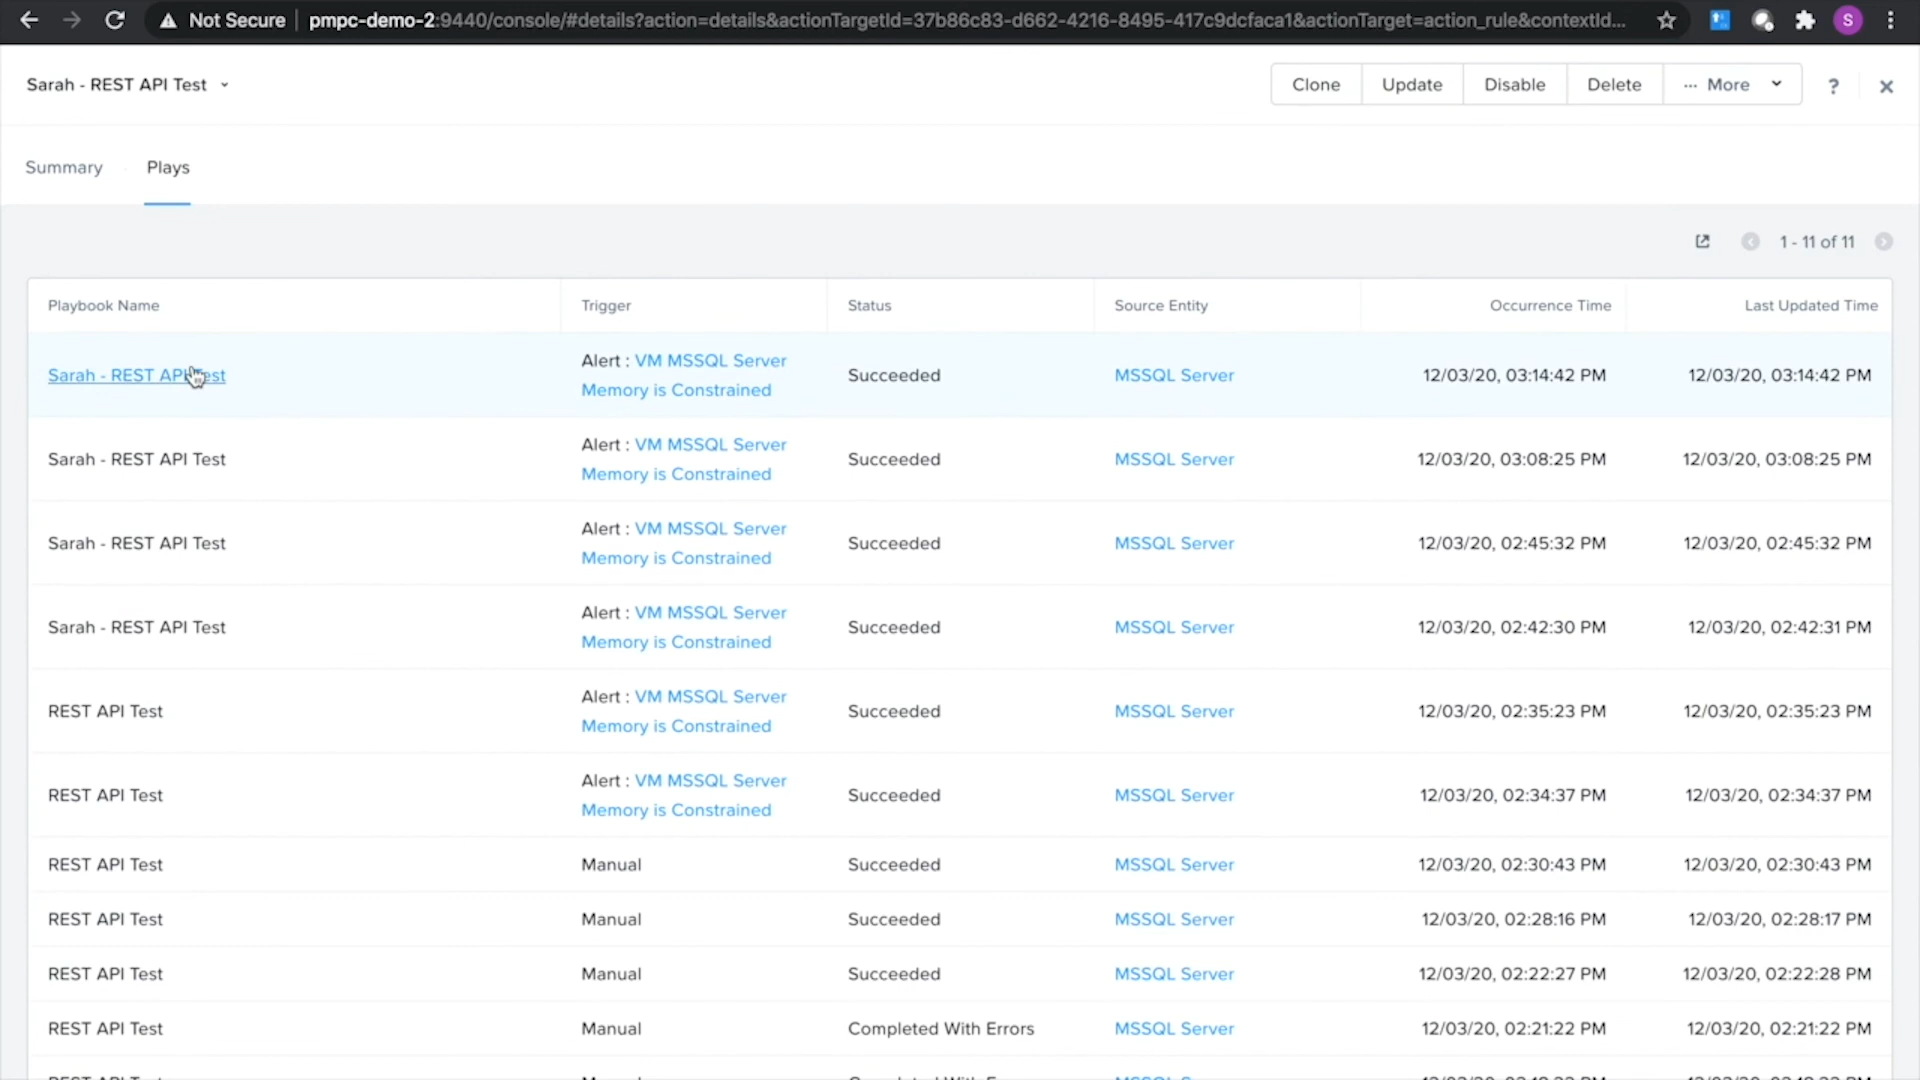 Not Secure | pmpc-demo-2:9440/console/#details?action=details&actionTargetId=37b86c83-d662-4216-8495-417c9dcfaca1&actionTarget=action_rule&contextId... S
Sarah - REST API Test Clone Update Disable Delete ... More ?
Summary Plays
1 - 11 of 11
Playbook Name Trigger Status Source Entity Occurrence Time Last Updated Time
Sarah - REST API Test Alert : VM MSSQL Server Memory is Constrained Succeeded MSSQL Server 12/03/20, 03:14:42 PM 12/03/20, 03:14:42 PM
Sarah - REST API Test Alert : VM MSSQL Server Memory is Constrained Succeeded MSSQL Server 12/03/20, 03:08:25 PM 12/03/20, 03:08:25 PM
Sarah - REST API Test Alert : VM MSSQL Server Memory is Constrained Succeeded MSSQL Server 12/03/20, 02:45:32 PM 12/03/20, 02:45:32 PM
Sarah - REST API Test Alert : VM MSSQL Server Memory is Constrained Succeeded MSSQL Server 12/03/20, 02:42:30 PM 12/03/20, 02:42:31 PM
REST API Test Alert : VM MSSQL Server Memory is Constrained Succeeded MSSQL Server 12/03/20, 02:35:23 PM 12/03/20, 02:35:23 PM
REST API Test Alert : VM MSSQL Server Memory is Constrained Succeeded MSSQL Server 12/03/20, 02:34:37 PM 12/03/20, 02:34:37 PM
REST API Test Manual Succeeded MSSQL Server 12/03/20, 02:30:43 PM 12/03/20, 02:30:43 PM
REST API Test Manual Succeeded MSSQL Server 12/03/20, 02:28:16 PM 12/03/20, 02:28:17 PM
REST API Test Manual Succeeded MSSQL Server 12/03/20, 02:22:27 PM 12/03/20, 02:22:28 PM
REST API Test Manual Completed With Errors MSSQL Server 12/03/20, 02:21:22 PM 12/03/20, 02:21:22 PM